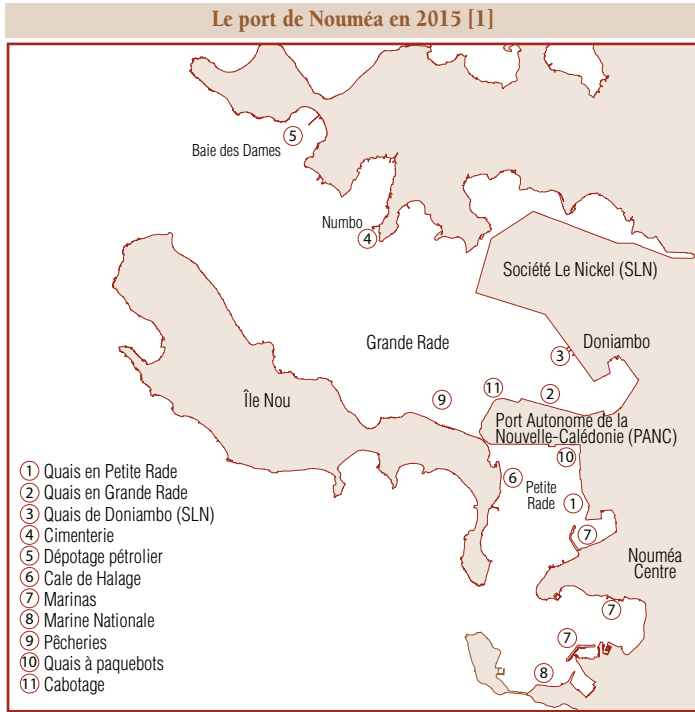 Le port de Nouméa en 2015 [1]
5
Baie des Dames
Numbo
4
Société Le Nickel (SLN)
Grande Rade
3
Doniambo
Île Nou
9
11
2
Port Autonome de la
Nouvelle-Calédonie (PANC)
10
6
Petite
Rade
1
7
Nouméa
Centre
7
7
8
1 Quais en Petite Rade
2 Quais en Grande Rade
3 Quais de Doniambo (SLN)
4 Cimenterie
5 Dépotage pétrolier
6 Cale de Halage
7 Marinas
8 Marine Nationale
9 Pêcheries
10 Quais à paquebots
11 Cabotage